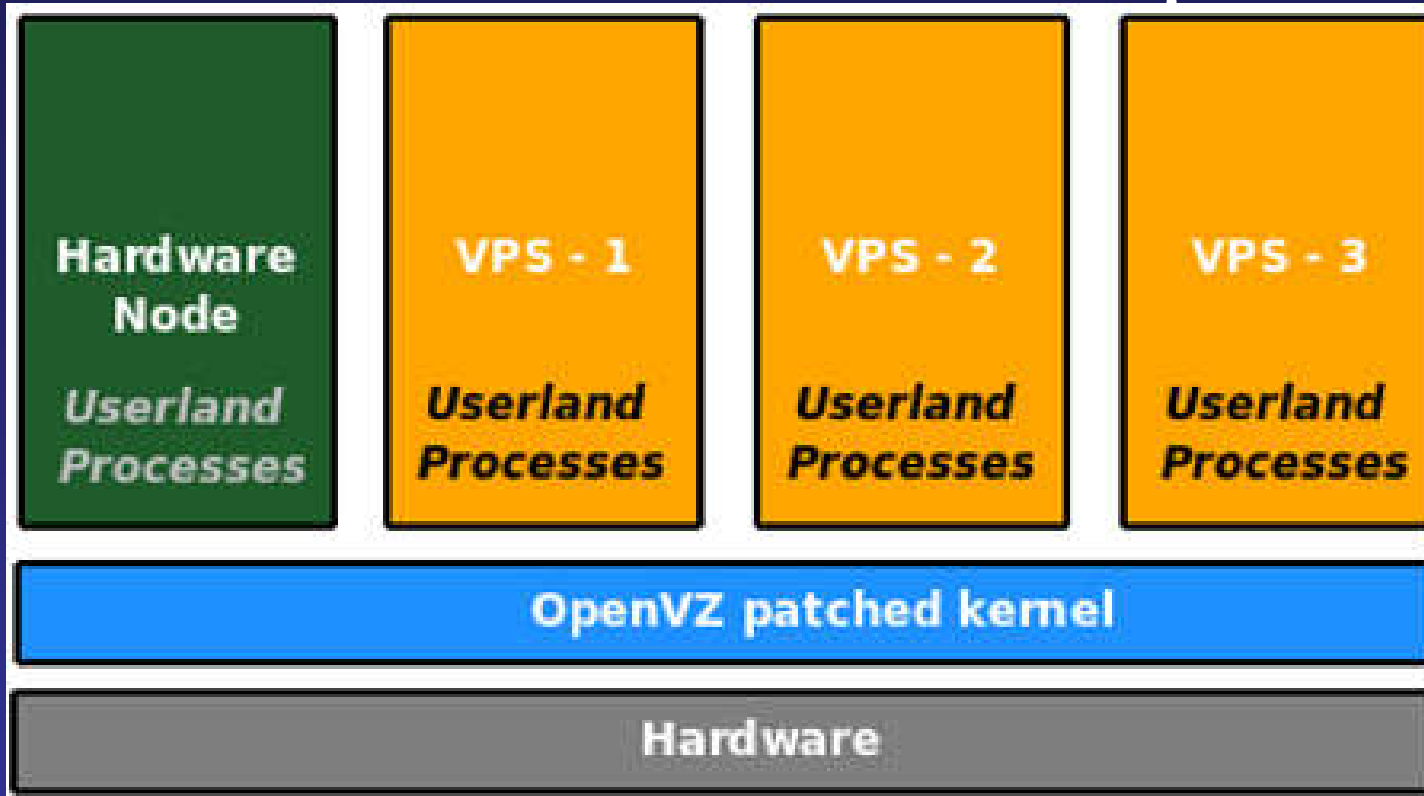 Hardware
Node
Userland
Processes
VPS - 1
Userland
Processes
VPS - 2
Userland
Processes
VPS - 3
Userland
Processes
OpenVZ patched kernel
Hardware